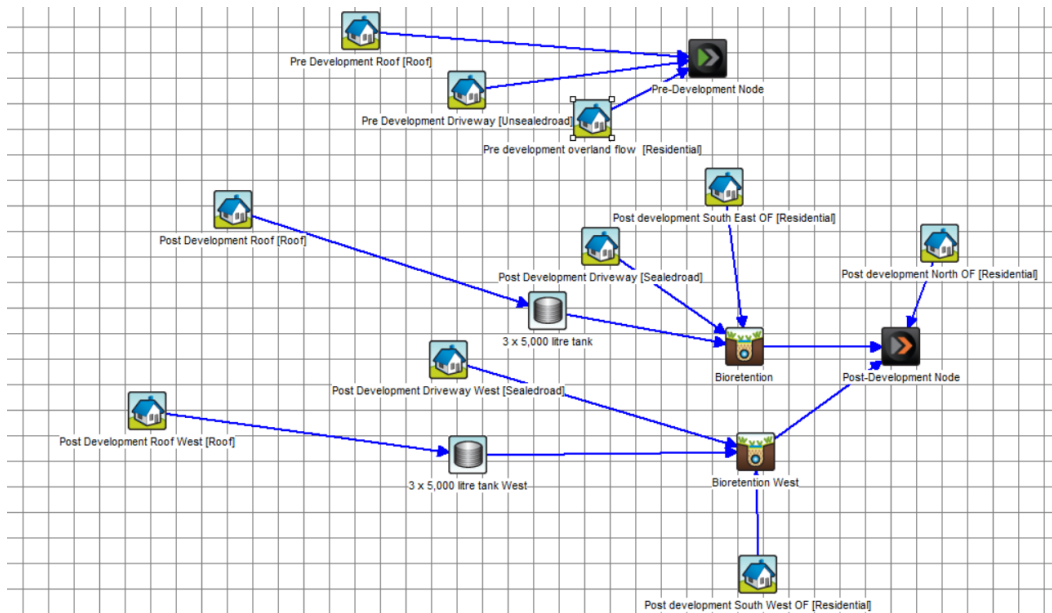 Pre Development Roof [Roof]
Pre-Development Node
Pre Development Driveway [Unsealedroad]
Pre development overland flow [Residential]
Post development South East OF [Residential]
Post Development Roof [Roof]
Post Development Driveway [Sealedroad]
Post development North OF [Residential]
3 x 5,000 litre tank
Bioretention
Post-Development Node
Post Development Driveway West [Sealedroad]
Post Development Roof West [Roof]
3 x 5,000 litre tank West
Bioretention West
Post development South West OF [Residential]